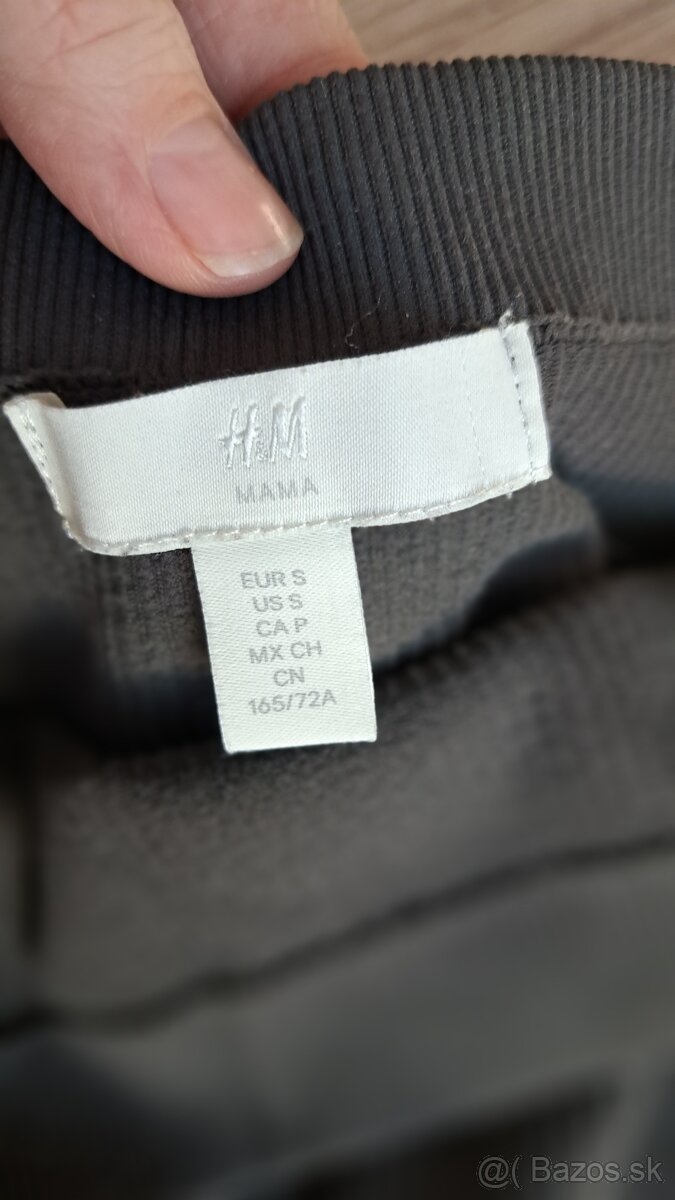 H&M
MAMA
EUR S
US S
CA P
MX CH
CN
165/72A
@( Bazos.sk